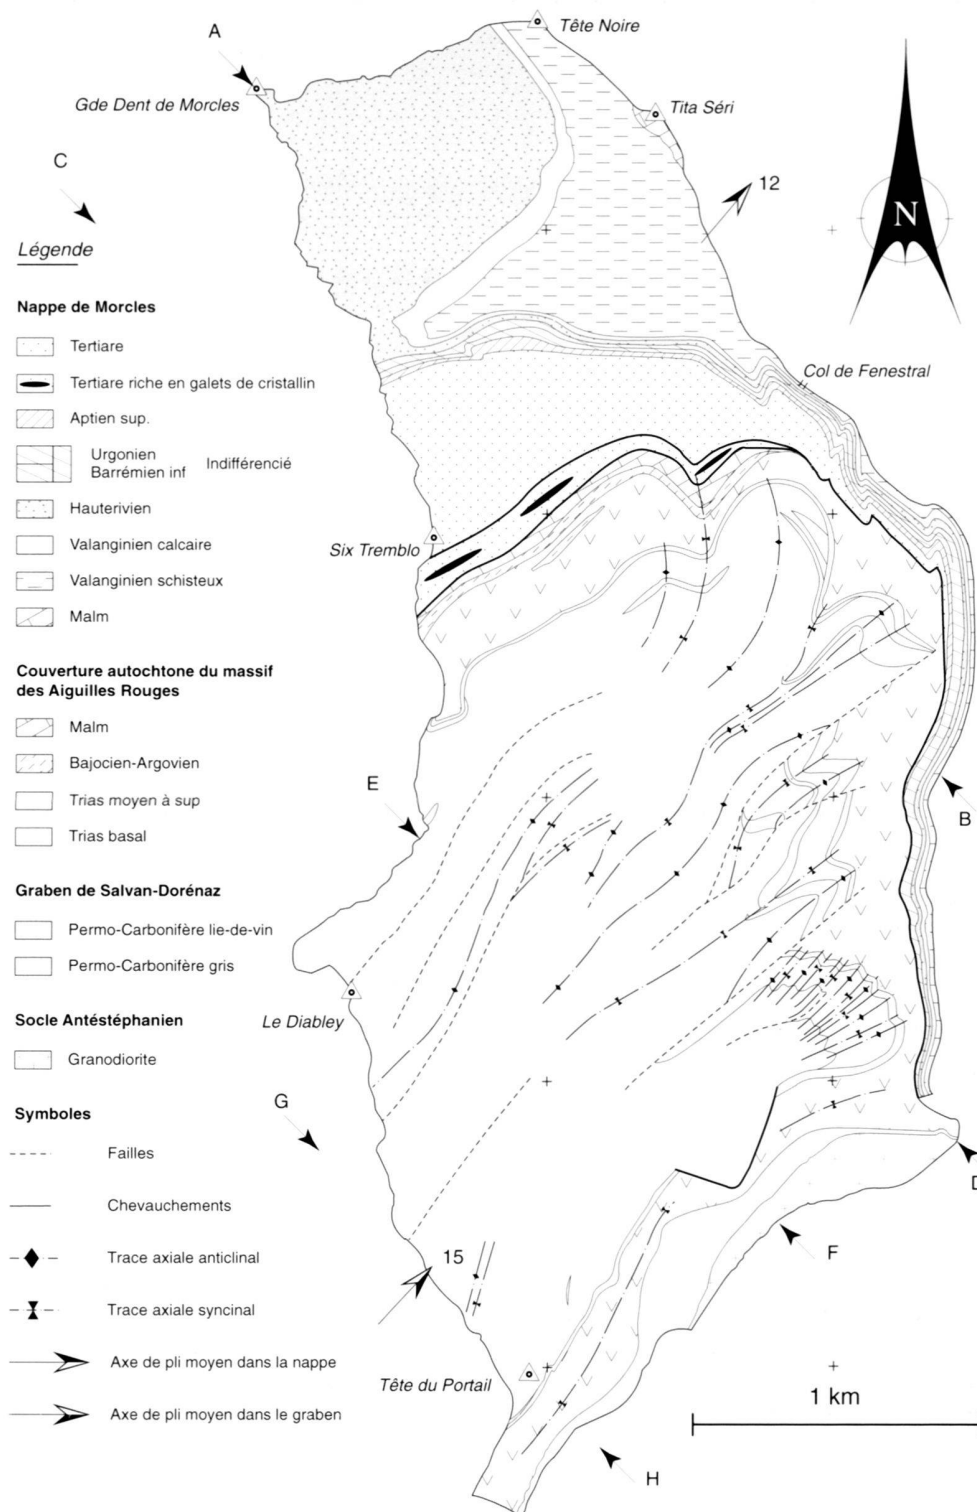 A
Tête Noire
Gde Dent de Morcles
Tita Séri
C
12
N
Légende
Nappe de Morcles
Tertiare
Tertiare riche en galets de cristallin
Aptien sup.
Urgonien
Barrémien inf
Indifférencié
Hauterivien
Valanginien calcaire
Valanginien schisteux
Malm
Col de Fenestral
Six Tremblo
Couverture autochtone du massif
des Aiguilles Rouges
Malm
Bajocien-Argovien
Trias moyen à sup
Trias basal
E
B
Graben de Salvan-Dorénaz
Permo-Carbonifère lie-de-vin
Permo-Carbonifère gris
Le Diabley
Socle Antéstéphanien
Granodiorite
Symboles
G
D
Failles
Chevauchements
Trace axiale anticlinal
Trace axiale syncinal
Axe de pli moyen dans la nappe
Axe de pli moyen dans le graben
15
F
Tête du Portail
1 km
H